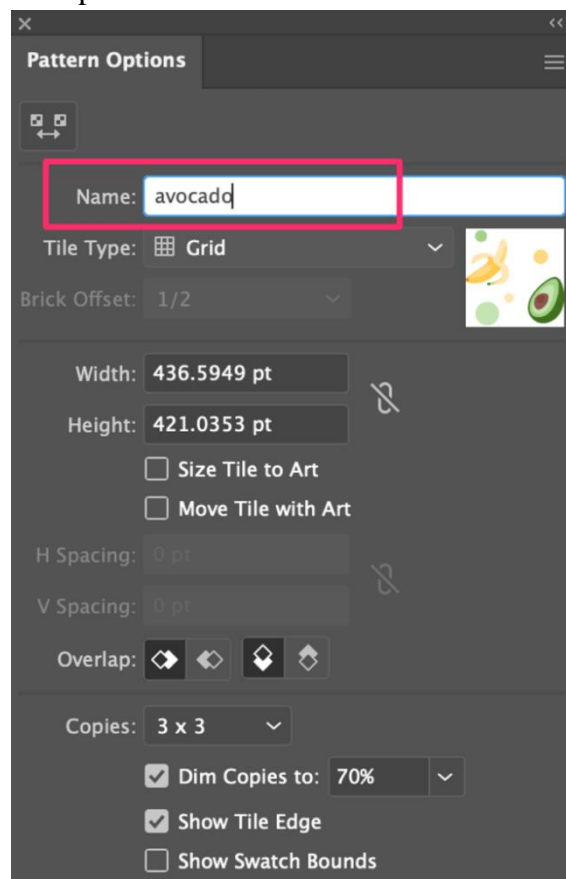 Pattern Options
Name: avocado
Tile Type: Grid
Brick Offset: 1/2
Width: 436.5949 pt
Height: 421.0353 pt
Size Tile to Art
Move Tile with Art
H Spacing: 0 pt
V Spacing: 0 pt
Overlap:
Copies: 3 x 3
Dim Copies to: 70%
Show Tile Edge
Show Swatch Bounds